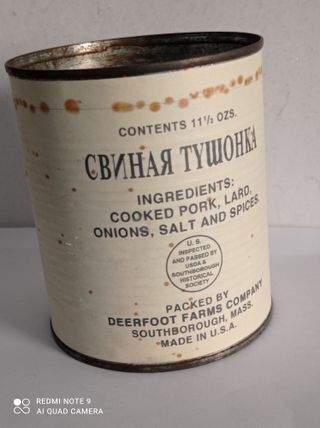 CONTENTS 11½ OZS.
СВИНАЯ ТУШОНКА
INGREDIENTS:
COOKED PORK, LARD,
ONIONS, SALT AND SPICES.
U. S.
INSPECTED
AND PASSED BY
USDA &
SOUTHBOROUGH
HISTORICAL
SOCIETY
PACKED BY
DEERFOOT FARMS COMPANY
SOUTHBOROUGH, MASS.
MADE IN U.S.A.
REDMI NOTE 9
AI QUAD CAMERA